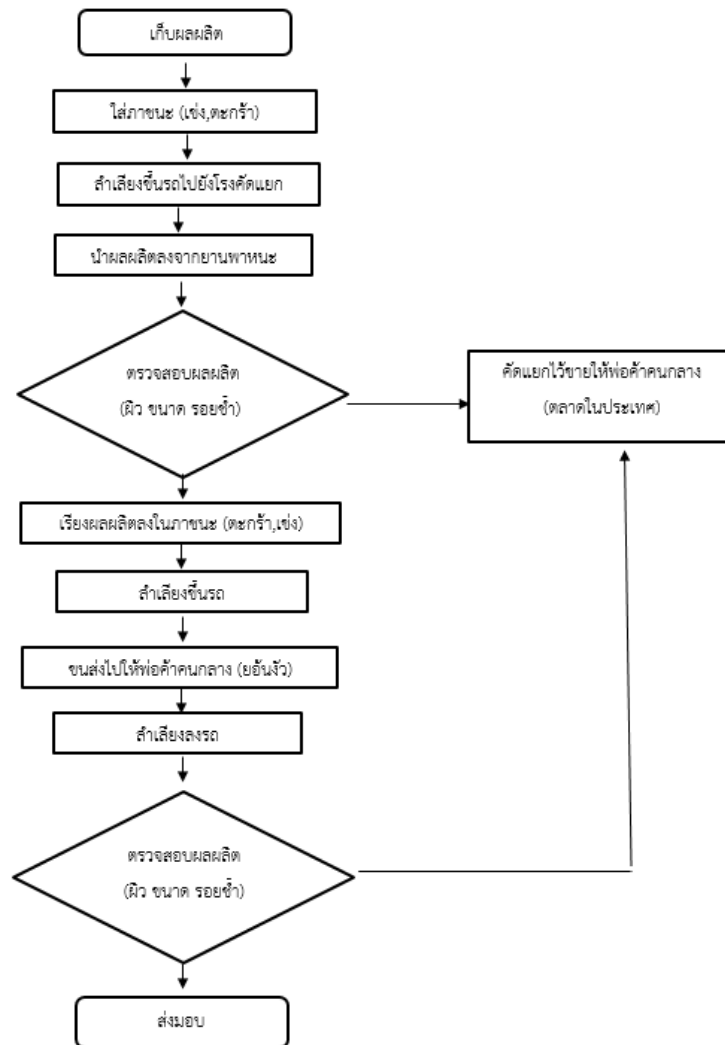 เก็บผลผลิต
ใส่ภาชนะ (เข่ง,ตะกร้า)
ลำเลียงขึ้นรถไปยังโรงคัดแยก
นำผลผลิตลงจากยานพาหนะ
ตรวจสอบผลผลิต
(ผิว ขนาด รอยช้ำ)
คัดแยกไว้ขายให้พ่อค้าคนกลาง
(ตลาดในประเทศ)
เรียงผลผลิตลงในภาชนะ (ตะกร้า,เข่ง)
ลำเลียงขึ้นรถ
ขนส่งไปให้พ่อค้าคนกลาง (ยอันงัว)
ลำเลียงลงรถ
ตรวจสอบผลผลิต
(ผิว ขนาด รอยช้ำ)
ส่งมอบ